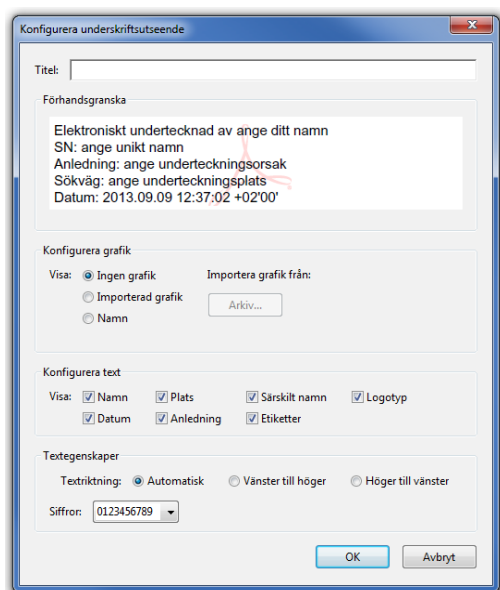 Konfigurera underskriftsutseende
Titel:
Förhandsgranska
Elektroniskt undertecknad av ange ditt namn
SN: ange unikt namn
Anledning: ange underteckningsorsak
Sökväg: ange underteckningsplats
Datum: 2013.09.09 12:37:02 +02'00'
Konfigurera grafik
Visa: Ingen grafik Importera grafik från:
Importerad grafik Arkiv...
Namn
Konfigurera text
Visa: Namn Plats Särskilt namn Logotyp
Datum Anledning Etiketter
Textegenskaper
Textriktning: Automatisk Vänster till höger Höger till vänster
Siffror: 0123456789
OK Avbryt